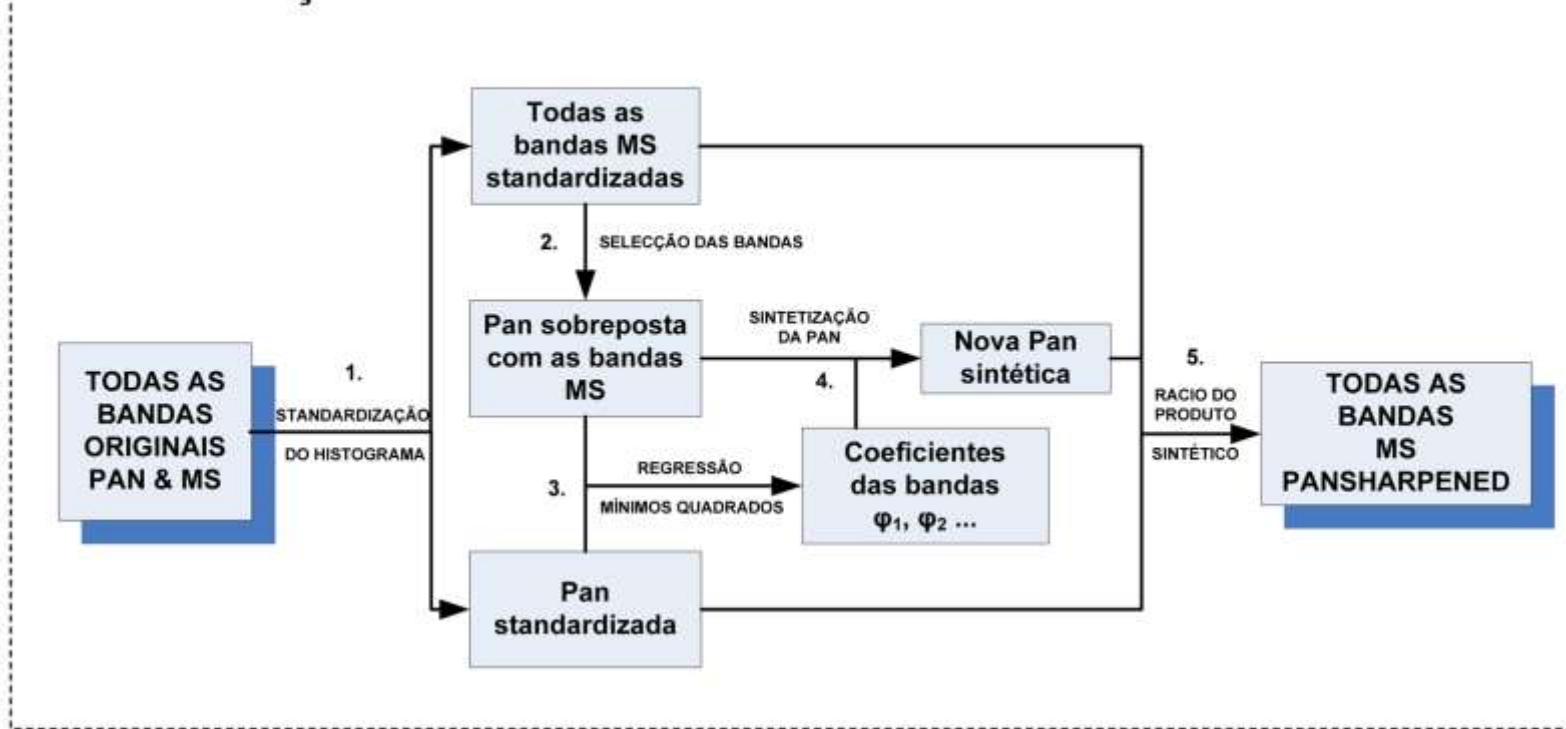 Todas as
bandas MS
standardizadas
2.
SELECÇÃO DAS BANDAS
Pan sobreposta
com as bandas
MS
SINTETIZAÇÃO
DA PAN
Nova Pan
sintética
TODAS AS
BANDAS
ORIGINAIS
PAN & MS
1.
STANDARDIZAÇÃO
DO HISTOGRAMA
4.
5.
RACIO DO
PRODUTO
SINTÉTICO
TODAS AS
BANDAS
MS
PANSHARPENED
3.
REGRESSÃO
MÍNIMOS QUADRADOS
Coeficientes
das bandas
φ₁, φ₂ ...
Pan
standardizada